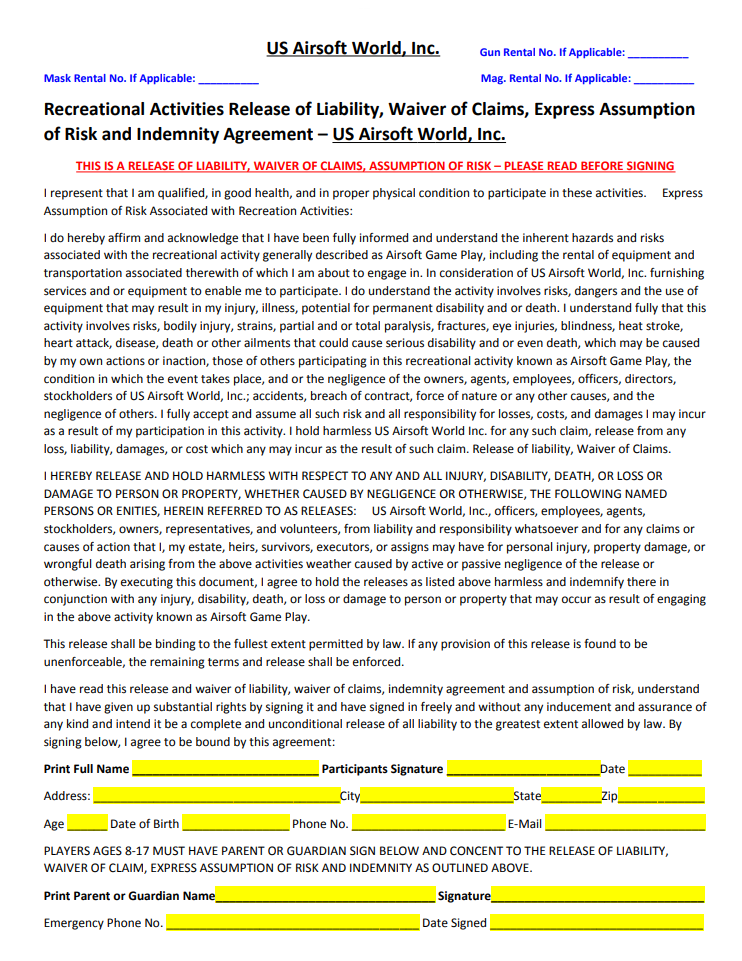 US Airsoft World, Inc. Gun Rental No. If Applicable: __________
Mask Rental No. If Applicable: __________ Mag. Rental No. If Applicable: __________
Recreational Activities Release of Liability, Waiver of Claims, Express Assumption
of Risk and Indemnity Agreement – US Airsoft World, Inc.
THIS IS A RELEASE OF LIABILITY, WAIVER OF CLAIMS, ASSUMPTION OF RISK – PLEASE READ BEFORE SIGNING
I represent that I am qualified, in good health, and in proper physical condition to participate in these activities. Express
Assumption of Risk Associated with Recreation Activities:
I do hereby affirm and acknowledge that I have been fully informed and understand the inherent hazards and risks
associated with the recreational activity generally described as Airsoft Game Play, including the rental of equipment and
transportation associated therewith of which I am about to engage in. In consideration of US Airsoft World, Inc. furnishing
services and or equipment to enable me to participate. I do understand the activity involves risks, dangers and the use of
equipment that may result in my injury, illness, potential for permanent disability and or death. I understand fully that this
activity involves risks, bodily injury, strains, partial and or total paralysis, fractures, eye injuries, blindness, heat stroke,
heart attack, disease, death or other ailments that could cause serious disability and or even death, which may be caused
by my own actions or inaction, those of others participating in this recreational activity known as Airsoft Game Play, the
condition in which the event takes place, and or the negligence of the owners, agents, employees, officers, directors,
stockholders of US Airsoft World, Inc.; accidents, breach of contract, force of nature or any other causes, and the
negligence of others. I fully accept and assume all such risk and all responsibility for losses, costs, and damages I may incur
as a result of my participation in this activity. I hold harmless US Airsoft World Inc. for any such claim, release from any
loss, liability, damages, or cost which any may incur as the result of such claim. Release of liability, Waiver of Claims.
I HEREBY RELEASE AND HOLD HARMLESS WITH RESPECT TO ANY AND ALL INJURY, DISABILITY, DEATH, OR LOSS OR
DAMAGE TO PERSON OR PROPERTY, WHETHER CAUSED BY NEGLIGENCE OR OTHERWISE, THE FOLLOWING NAMED
PERSONS OR ENITIES, HEREIN REFERRED TO AS RELEASES: US Airsoft World, Inc., officers, employees, agents,
stockholders, owners, representatives, and volunteers, from liability and responsibility whatsoever and for any claims or
causes of action that I, my estate, heirs, survivors, executors, or assigns may have for personal injury, property damage, or
wrongful death arising from the above activities weather caused by active or passive negligence of the release or
otherwise. By executing this document, I agree to hold the releases as listed above harmless and indemnify there in
conjunction with any injury, disability, death, or loss or damage to person or property that may occur as result of engaging
in the above activity known as Airsoft Game Play.
This release shall be binding to the fullest extent permitted by law. If any provision of this release is found to be
unenforceable, the remaining terms and release shall be enforced.
I have read this release and waiver of liability, waiver of claims, indemnity agreement and assumption of risk, understand
that I have given up substantial rights by signing it and have signed in freely and without any inducement and assurance of
any kind and intend it be a complete and unconditional release of all liability to the greatest extent allowed by law. By
signing below, I agree to be bound by this agreement:
Print Full Name ____________________________ Participants Signature _______________________Date ___________
Address: ______________________________________City_______________________State_________Zip_____________
Age ______ Date of Birth ________________ Phone No. _______________________ E-Mail ________________________
PLAYERS AGES 8-17 MUST HAVE PARENT OR GUARDIAN SIGN BELOW AND CONCENT TO THE RELEASE OF LIABILITY,
WAIVER OF CLAIM, EXPRESS ASSUMPTION OF RISK AND INDEMNITY AS OUTLINED ABOVE.
Print Parent or Guardian Name_________________________________ Signature________________________________
Emergency Phone No. ______________________________________ Date Signed ________________________________